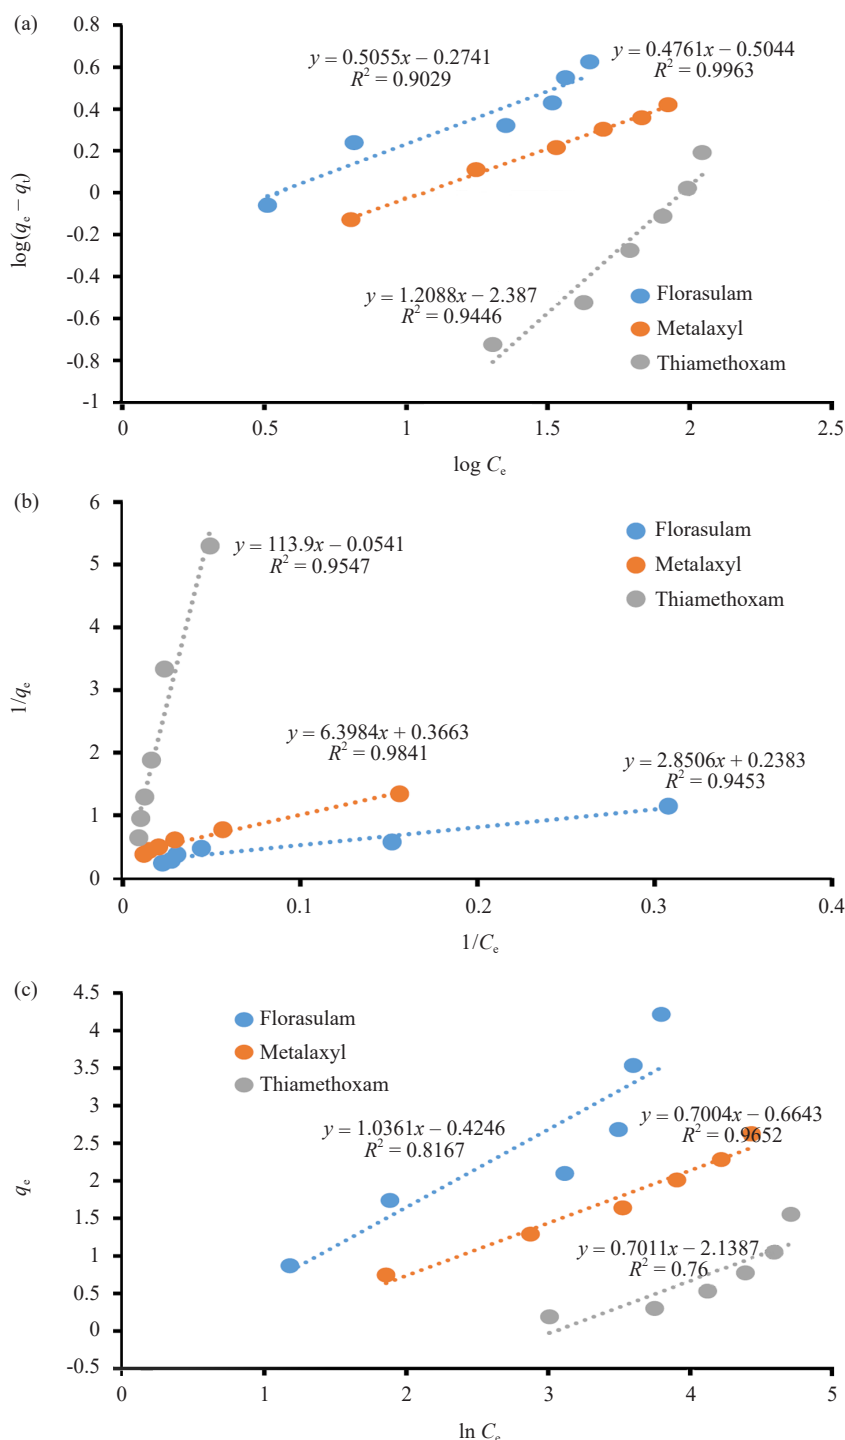 (a)
0.8
0.6
0.4
0.2
0
-0.2
-0.4
-0.6
-0.8
-1
log(qₑ − qₜ)
y = 0.5055x − 0.2741
R² = 0.9029
y = 0.4761x − 0.5044
R² = 0.9963
y = 1.2088x − 2.387
R² = 0.9446
Florasulam
Metalaxyl
Thiamethoxam
0 0.5 1 1.5 2 2.5
log Cₑ
(b)
6
5
4
3
2
1
0
1/qₑ
y = 113.9x − 0.0541
R² = 0.9547
Florasulam
Metalaxyl
Thiamethoxam
y = 6.3984x + 0.3663
R² = 0.9841
y = 2.8506x + 0.2383
R² = 0.9453
0 0.1 0.2 0.3 0.4
1/Cₑ
(c)
4.5
4
3.5
3
2.5
2
1.5
1
0.5
0
-0.5
qₑ
Florasulam
Metalaxyl
Thiamethoxam
y = 1.0361x − 0.4246
R² = 0.8167
y = 0.7004x − 0.6643
R² = 0.9652
y = 0.7011x − 2.1387
R² = 0.76
0 1 2 3 4 5
ln Cₑ